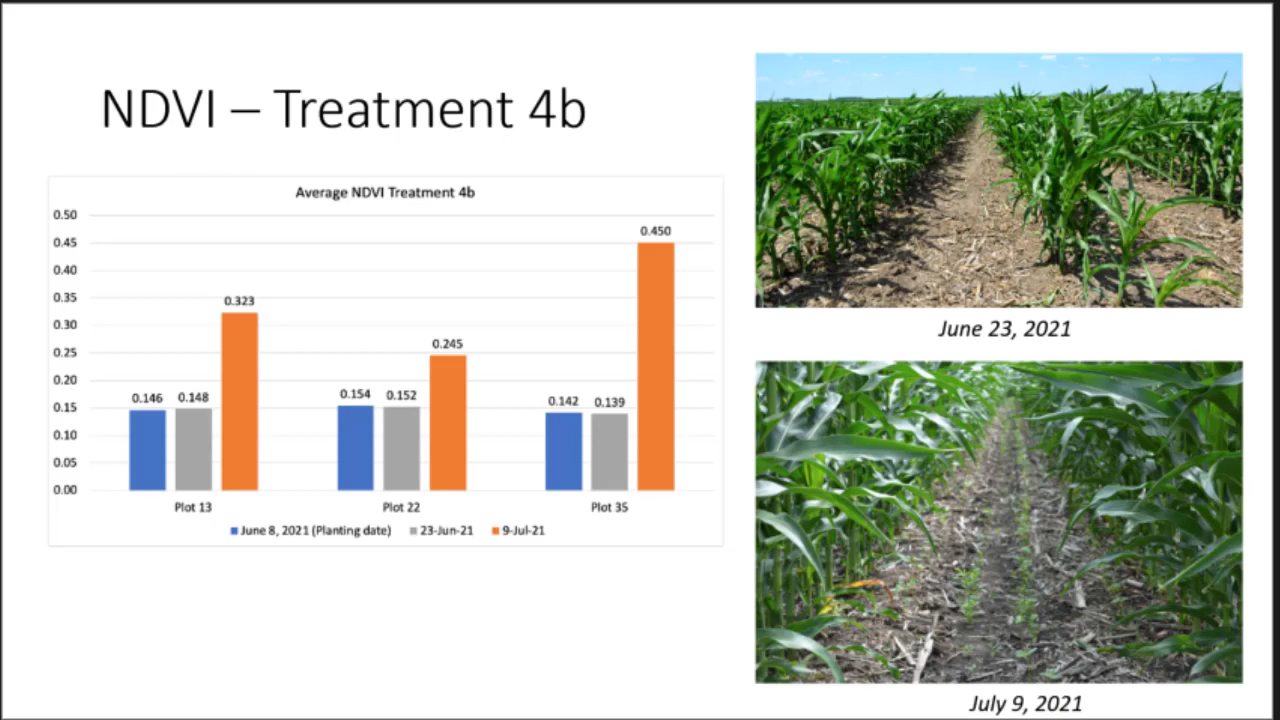 NDVI – Treatment 4b
Average NDVI Treatment 4b
0.50
0.45
0.40
0.35
0.30
0.25
0.20
0.15
0.10
0.05
0.00
0.146
0.148
0.323
0.154
0.152
0.245
0.142
0.139
0.450
Plot 13
Plot 22
Plot 35
June 8, 2021 (Planting date)
23-Jun-21
9-Jul-21
June 23, 2021
July 9, 2021